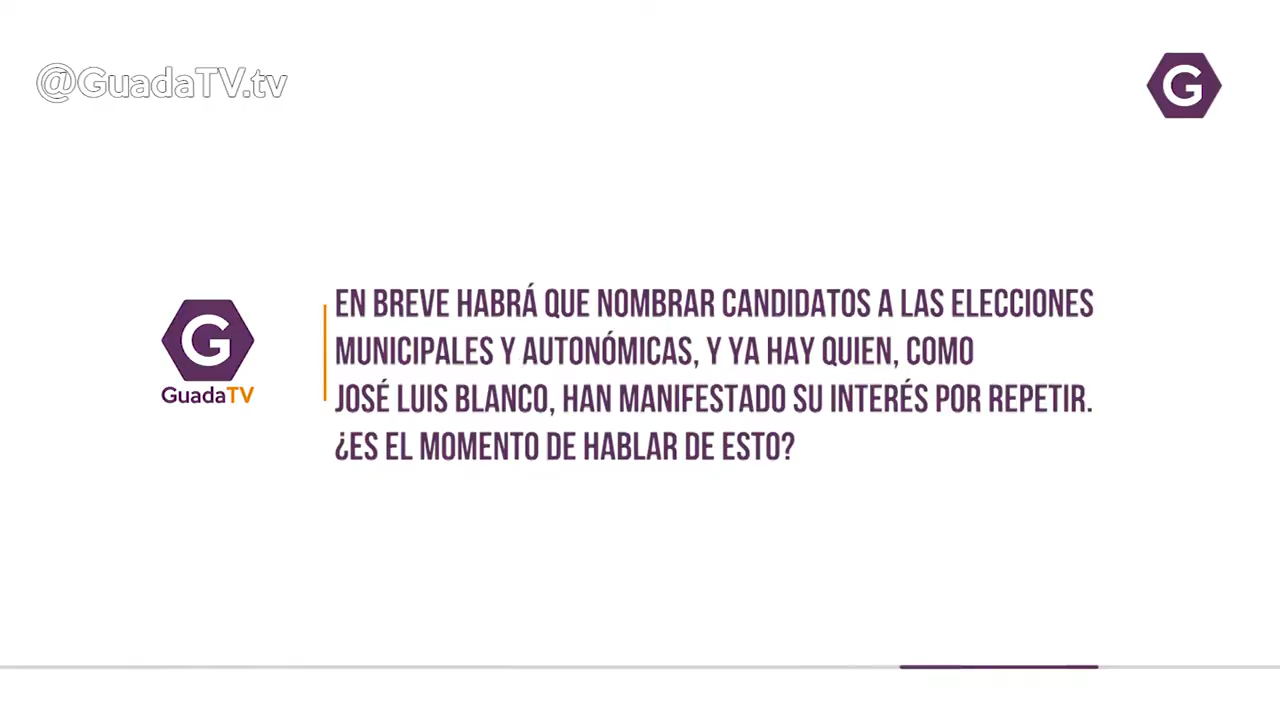 @GuadaTV.tv
G
G
GuadaTV
EN BREVE HABRÁ QUE NOMBRAR CANDIDATOS A LAS ELECCIONES
MUNICIPALES Y AUTONÓMICAS, Y YA HAY QUIEN, COMO
JOSÉ LUIS BLANCO, HAN MANIFESTADO SU INTERÉS POR REPETIR.
¿ES EL MOMENTO DE HABLAR DE ESTO?